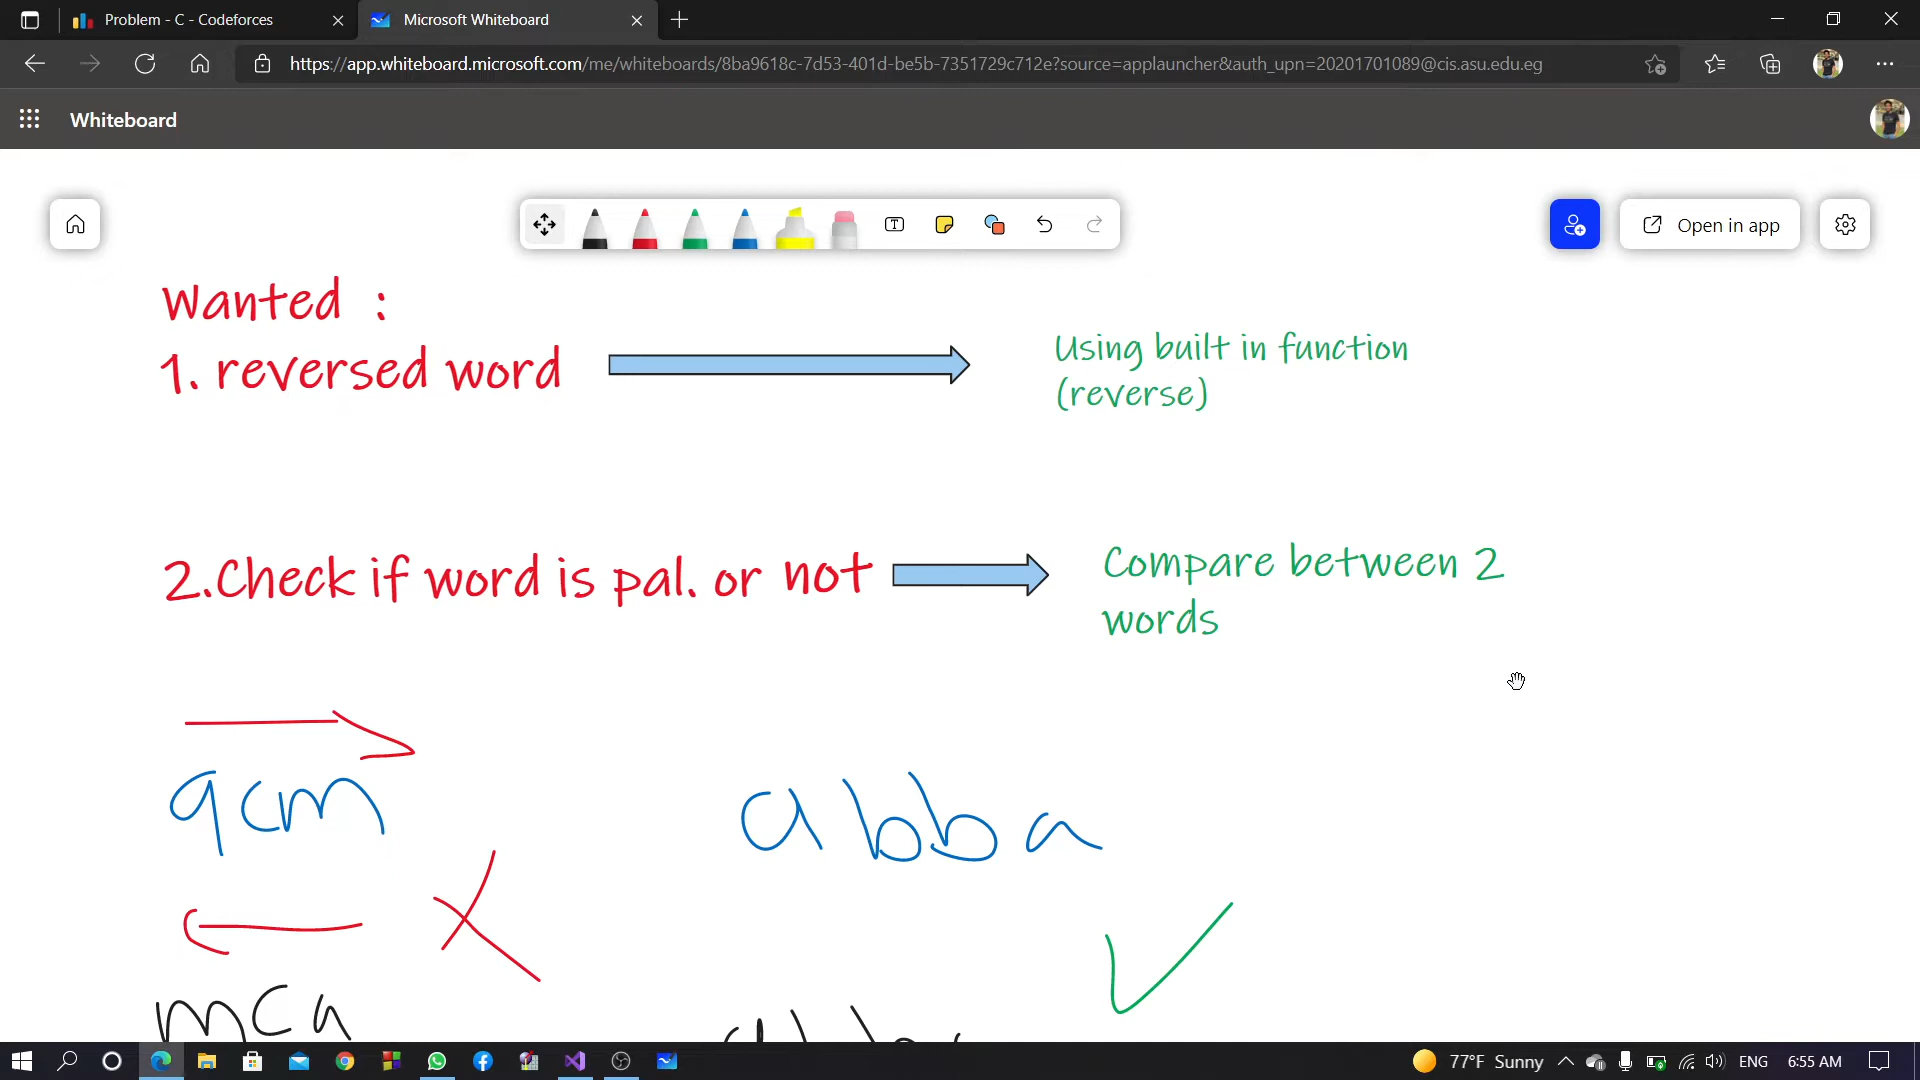 Problem - C - Codeforces
Microsoft Whiteboard
https://app.whiteboard.microsoft.com/me/whiteboards/8ba9618c-7d53-401d-be5b-7351729c712e?source=applauncher&auth_upn=20201701089@cis.asu.edu.eg
Whiteboard
Open in app
Wanted :
1. reversed word
Using built in function
(reverse)
2.Check if word is pal. or not
Compare between 2
words
acm
abba
mca
77°F Sunny
ENG
6:55 AM